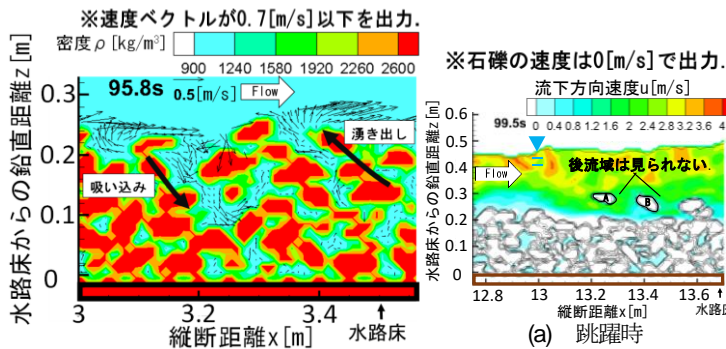 ※速度ベクトルが0.7[m/s]以下を出力.
密度ρ [kg/m³]
900 1240 1580 1920 2260 2600
95.8s
0.5[m/s]
Flow
湧き出し
吸い込み
0.3
0.2
0.1
0
水路床からの鉛直距離z[m]
3 3.2 3.4
縦断距離x[m]
水路床
※石礫の速度は0[m/s]で出力.
流下方向速度u[m/s]
99.5s
0 0.4 0.8 1.2 1.6 2 2.4 2.8 3.2 3.6 4
Flow
後流域は見られない.
A
B
0.6
0.5
0.4
0.3
0.2
0.1
0
水路床からの鉛直距離z[m]
12.8 13 13.2 13.4 13.6
縦断距離x[m]
水路床
(a) 跳躍時